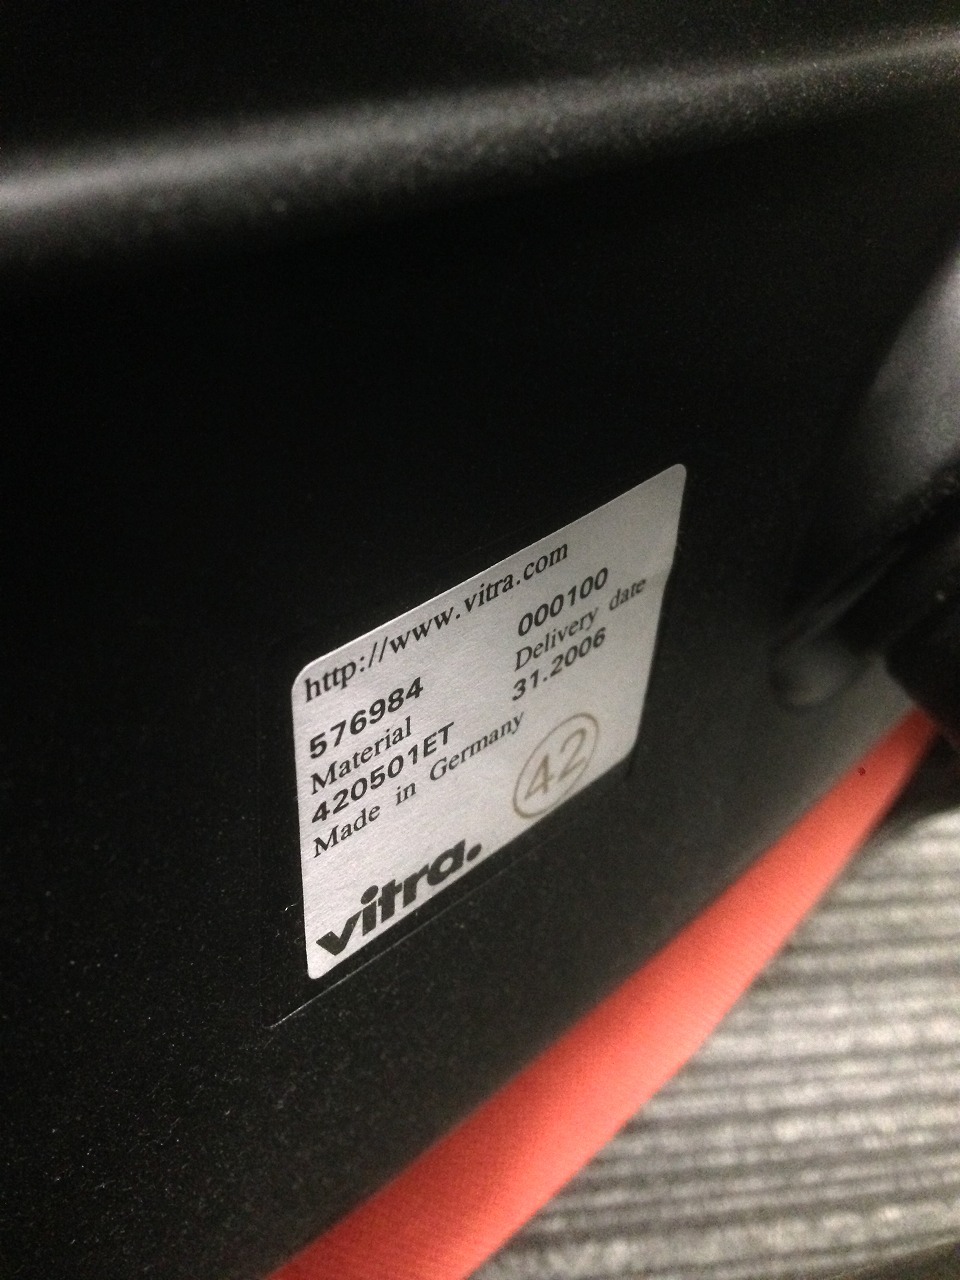 http://www.vitra.com
576984 000100
Material Delivery date
420501ET 31.2006
Made in Germany
42
vitra.